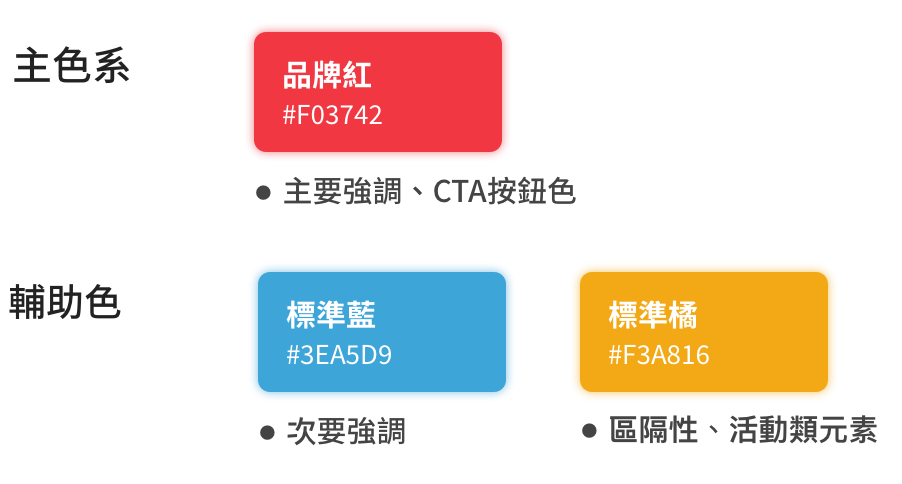 主色系
品牌紅
#F03742
● 主要強調、CTA按鈕色
輔助色
標準藍
#3EA5D9
● 次要強調
標準橘
#F3A816
● 區隔性、活動類元素